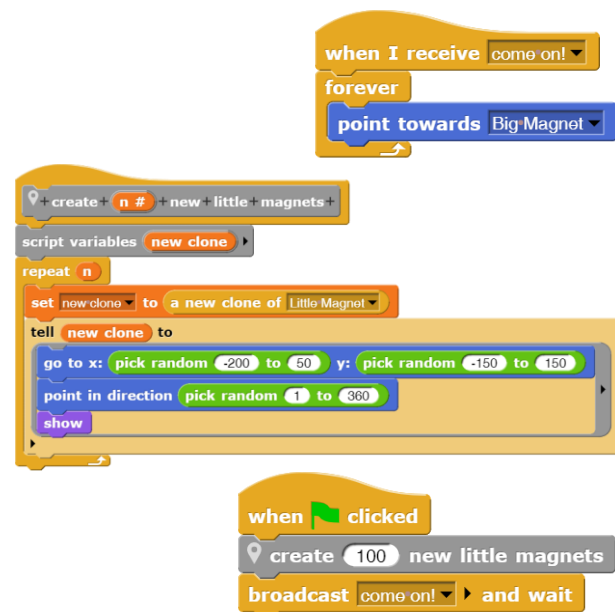 when I receive come on!
forever
point towards Big Magnet
+ create + n # + new + little + magnets +
script variables new clone
repeat n
set new clone to a new clone of Little Magnet
tell new clone to
go to x: pick random -200 to 50 y: pick random -150 to 150
point in direction pick random 1 to 360
show
when clicked
create 100 new little magnets
broadcast come on! and wait